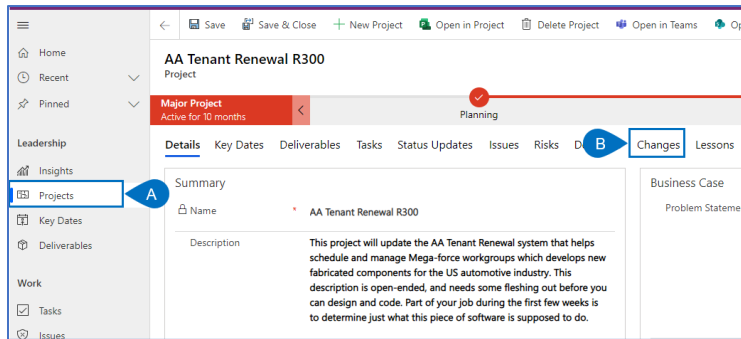 Save
Save & Close
New Project
Open in Project
Delete Project
Open in Teams
Home
Recent
Pinned
Leadership
Insights
Projects
A
Key Dates
Deliverables
Work
Tasks
Issues
AA Tenant Renewal R300
Project
Major Project
Active for 10 months
Planning
Details Key Dates Deliverables Tasks Status Updates Issues Risks B Changes Lessons
Summary
Name * AA Tenant Renewal R300
Description
This project will update the AA Tenant Renewal system that helps
schedule and manage Mega-force workgroups which develops new
fabricated components for the US automotive industry. This
description is open-ended, and needs some fleshing out before you
can design and code. Part of your job during the first few weeks is
to determine just what this piece of software is supposed to do.
Business Case
Problem Stateme